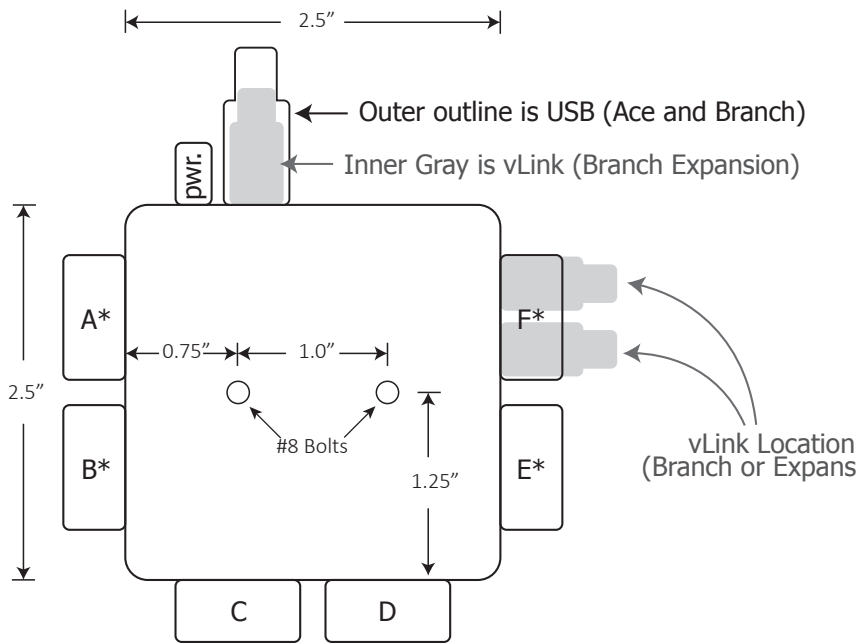 2.5”
Outer outline is USB (Ace and Branch)
Inner Gray is vLink (Branch Expansion)
pwr.
A*
F*
0.75”
1.0”
2.5”
#8 Bolts
B*
1.25”
E*
vLink Location
(Branch or Expans
C
D